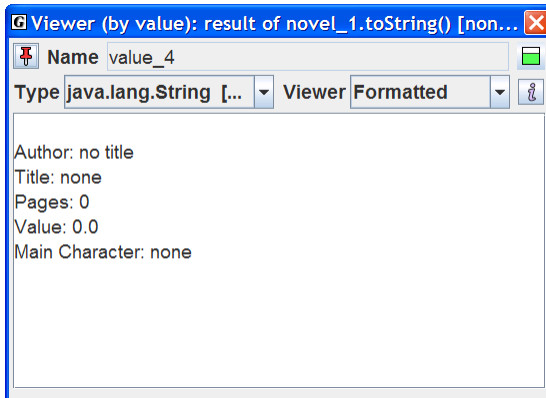 G Viewer (by value): result of novel_1.toString() [non...
Name value_4
Type java.lang.String [... Viewer Formatted i
Author: no title
Title: none
Pages: 0
Value: 0.0
Main Character: none